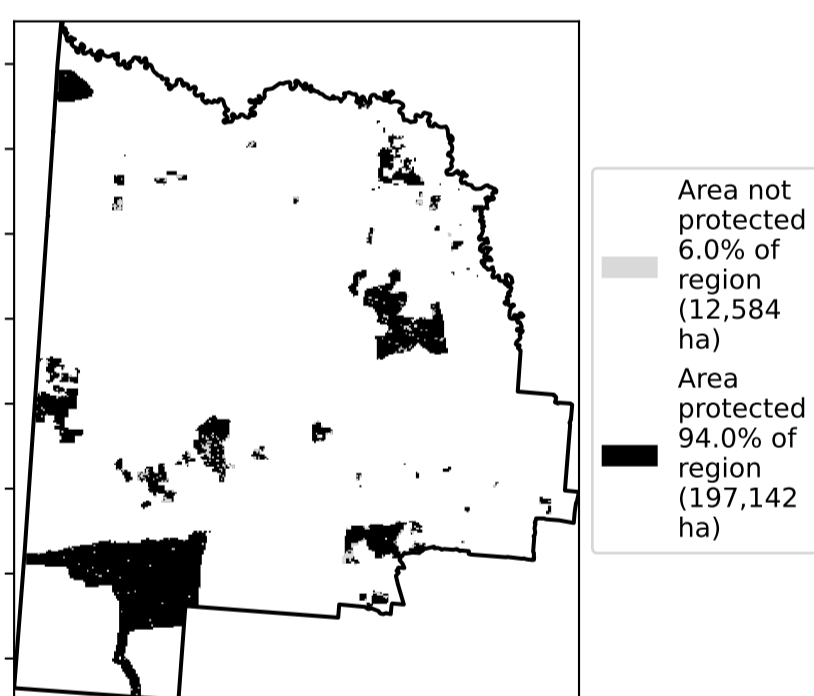 Area not
protected
6.0% of
region
(12,584
ha)
Area
protected
94.0% of
region
(197,142
ha)